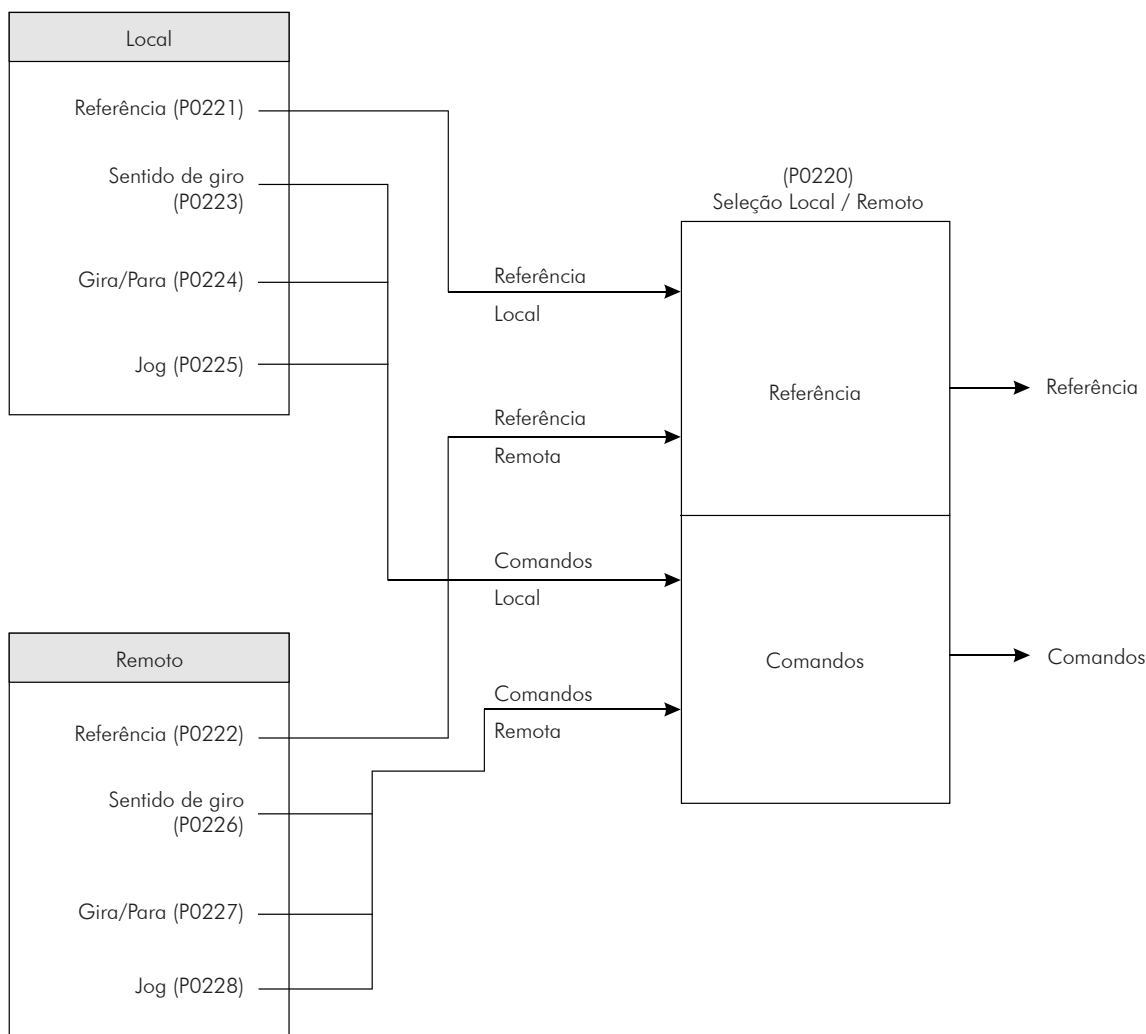 Local
Referência (P0221)
Sentido de giro
(P0223)
Gira/Para (P0224)
Jog (P0225)
(P0220)
Seleção Local / Remoto
Referência
Local
Referência
Remota
Comandos
Local
Comandos
Remota
Referência
Comandos
Referência
Comandos
Remoto
Referência (P0222)
Sentido de giro
(P0226)
Gira/Para (P0227)
Jog (P0228)